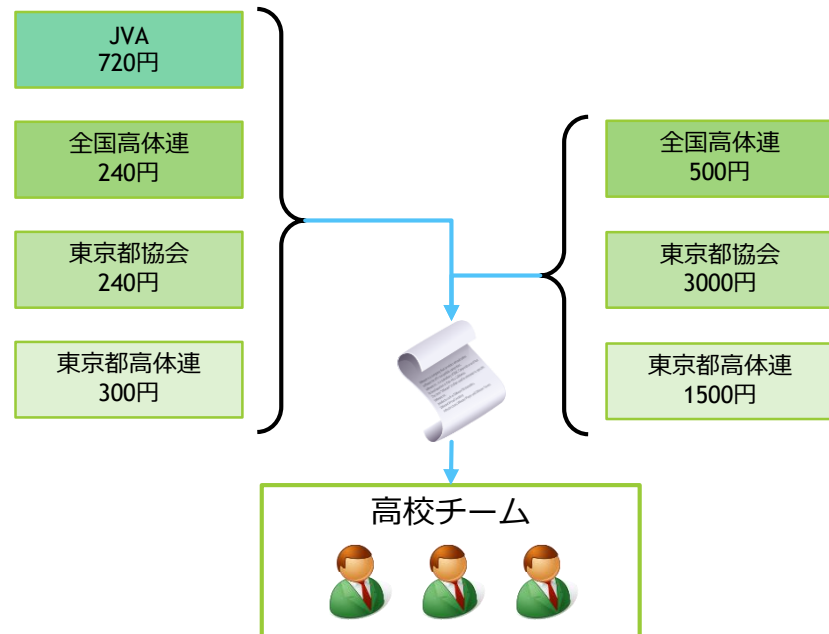 JVA
720円
全国高体連
240円
東京都協会
240円
東京都高体連
300円
全国高体連
500円
東京都協会
3000円
東京都高体連
1500円
高校チーム